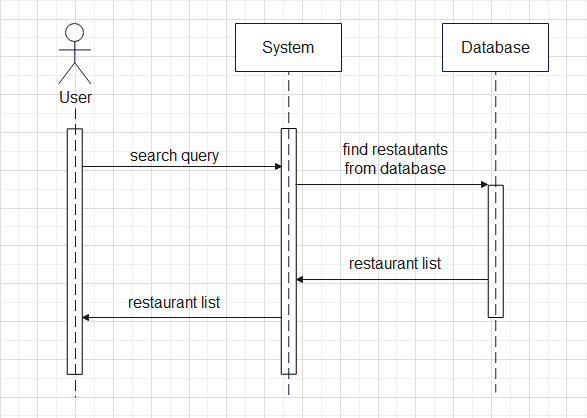 System
Database
User
search query
find restautants
from database
restaurant list
restaurant list